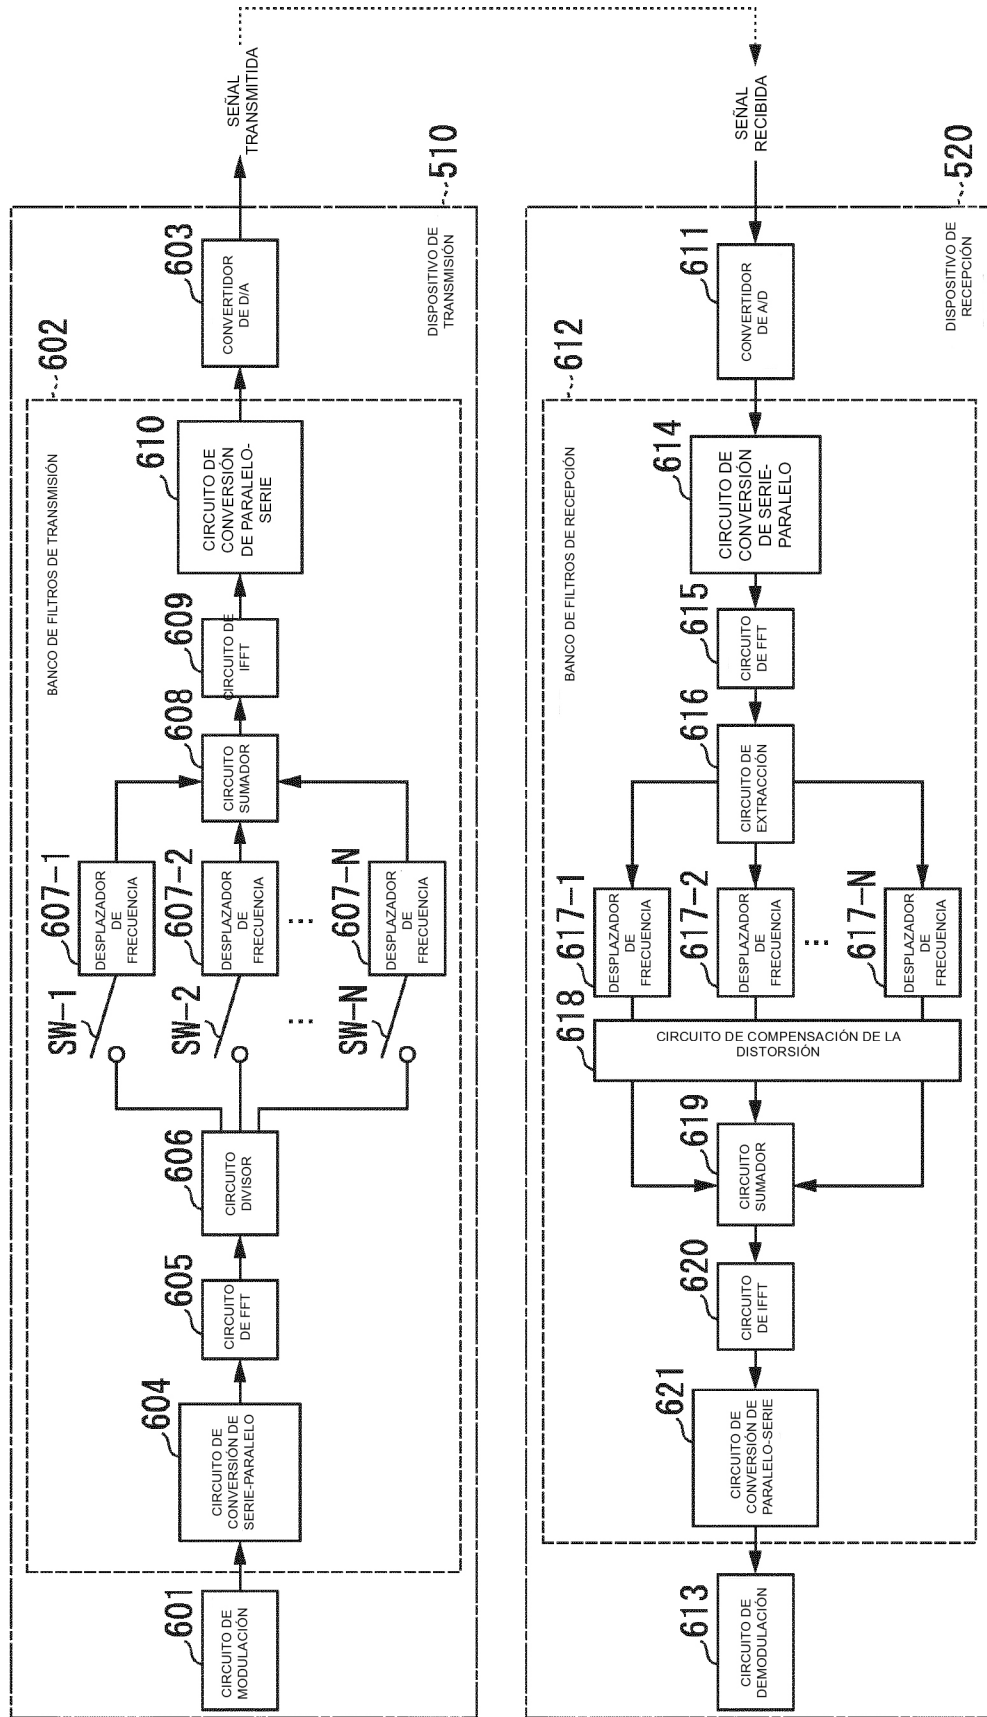 SEÑAL
TRANSMITIDA
510
DISPOSITIVO DE
TRANSMISIÓN
602
BANCO DE FILTROS DE TRANSMISIÓN
601
CIRCUITO DE
MODULACIÓN
604
CIRCUITO DE
CONVERSIÓN DE
SERIE-PARALELO
605
CIRCUITO
DE FFT
606
CIRCUITO
DIVISOR
SW-1
SW-2
...
SW-N
607-1
DESPLAZADOR
DE
FRECUENCIA
607-2
DESPLAZADOR
DE
FRECUENCIA
...
607-N
DESPLAZADOR
DE
FRECUENCIA
608
CIRCUITO
SUMADOR
609
CIRCUITO DE
IFFT
610
CIRCUITO DE
CONVERSIÓN
DE PARALELO-
SERIE
603
CONVERTIDOR
DE D/A
SEÑAL
RECIBIDA
520
DISPOSITIVO DE
RECEPCIÓN
612
BANCO DE FILTROS DE RECEPCIÓN
611
CONVERTIDOR
DE A/D
614
CIRCUITO DE
CONVERSIÓN
DE SERIE-
PARALELO
615
CIRCUITO
DE FFT
616
CIRCUITO DE
EXTRACCIÓN
617-1
DESPLAZADOR
DE
FRECUENCIA
617-2
DESPLAZADOR
DE
FRECUENCIA
...
617-N
DESPLAZADOR
DE
FRECUENCIA
618
CIRCUITO DE COMPENSACIÓN DE LA
DISTORSIÓN
619
CIRCUITO
SUMADOR
620
CIRCUITO
DE IFFT
621
CIRCUITO DE
CONVERSIÓN DE
PARALELO-SERIE
613
CIRCUITO DE
DEMODULACIÓN